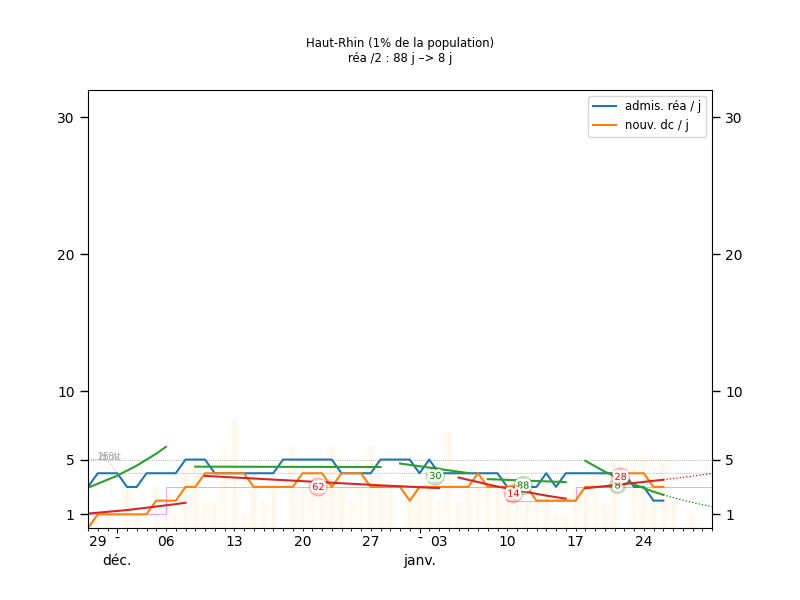 Haut-Rhin (1% de la population)
réa /2 : 88 j –> 8 j
admis. réa / j
nouv. dc / j
30 30
20 20
10 10
5 5
1 1
30
62
88
14
28
8
29 - 06 13 20 27 - 03 10 17 24
déc. janv.